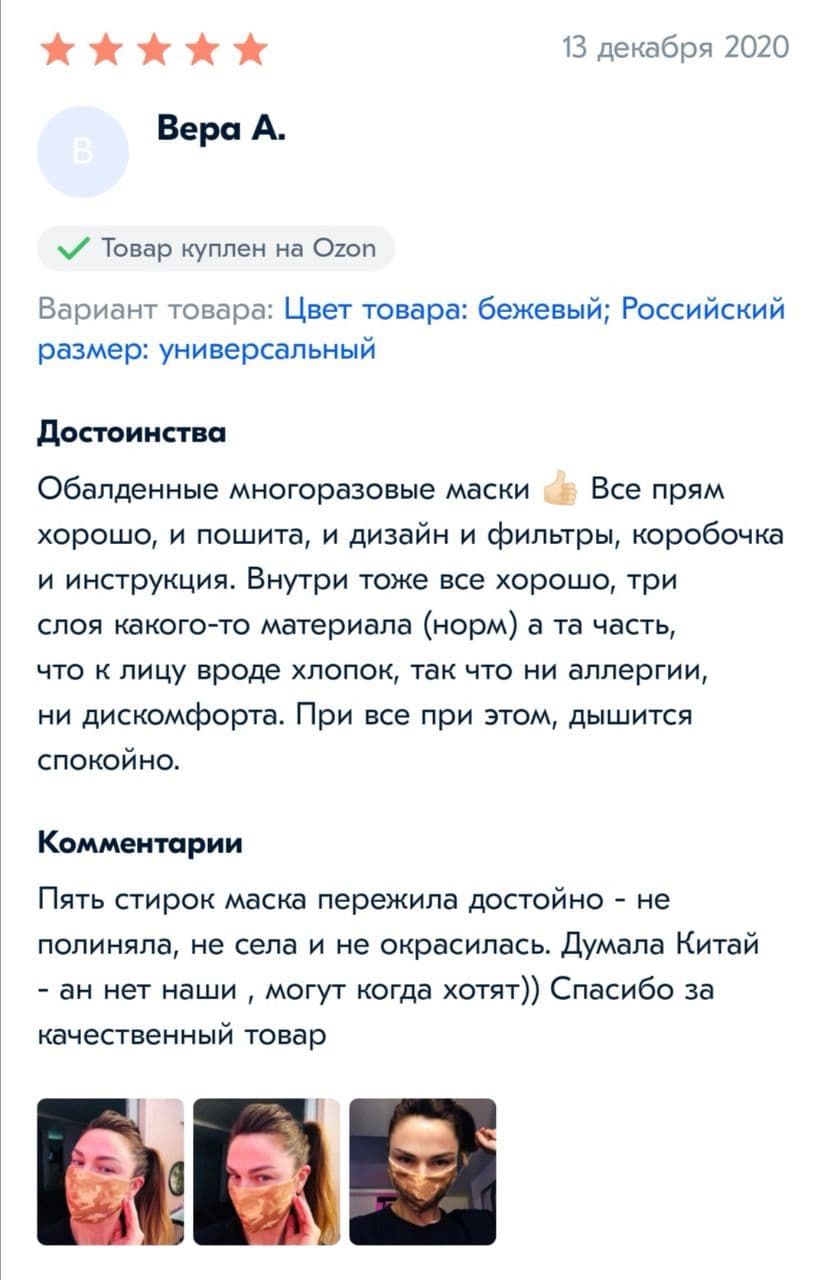 13 декабря 2020
В
Вера А.
Товар куплен на Ozon
Вариант товара: Цвет товара: бежевый; Российский
размер: универсальный
Достоинства
Обалденные многоразовые маски 👍🏻 Все прям
хорошо, и пошита, и дизайн и фильтры, коробочка
и инструкция. Внутри тоже все хорошо, три
слоя какого-то материала (норм) а та часть,
что к лицу вроде хлопок, так что ни аллергии,
ни дискомфорта. При все при этом, дышится
спокойно.
Комментарии
Пять стирок маска пережила достойно - не
полиняла, не села и не окрасилась. Думала Китай
- ан нет наши , могут когда хотят)) Спасибо за
качественный товар